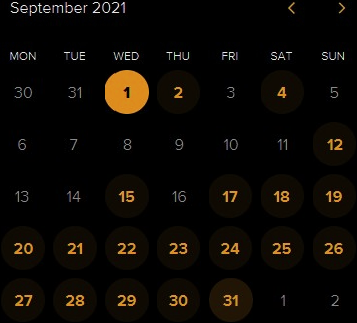 September 2021
MON TUE WED THU FRI SAT SUN
30 31 1 2 3 4 5
6 7 8 9 10 11 12
13 14 15 16 17 18 19
20 21 22 23 24 25 26
27 28 29 30 31 1 2